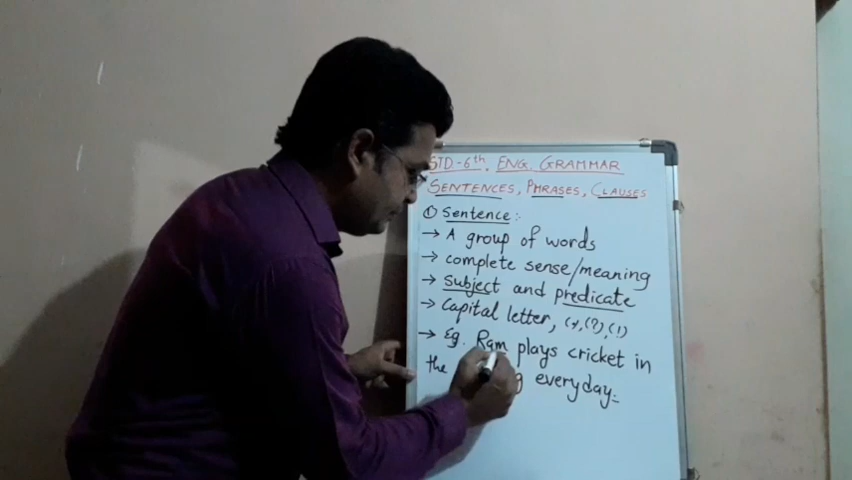 STD-6th, ENG. GRAMMAR
SENTENCES, PHRASES, CLAUSES
① Sentence:
→ A group of words
→ complete sense/meaning
→ Subject and predicate
→ Capital letter, (.), (?), (!)
→ Eg. Ram plays cricket in
the everyday.